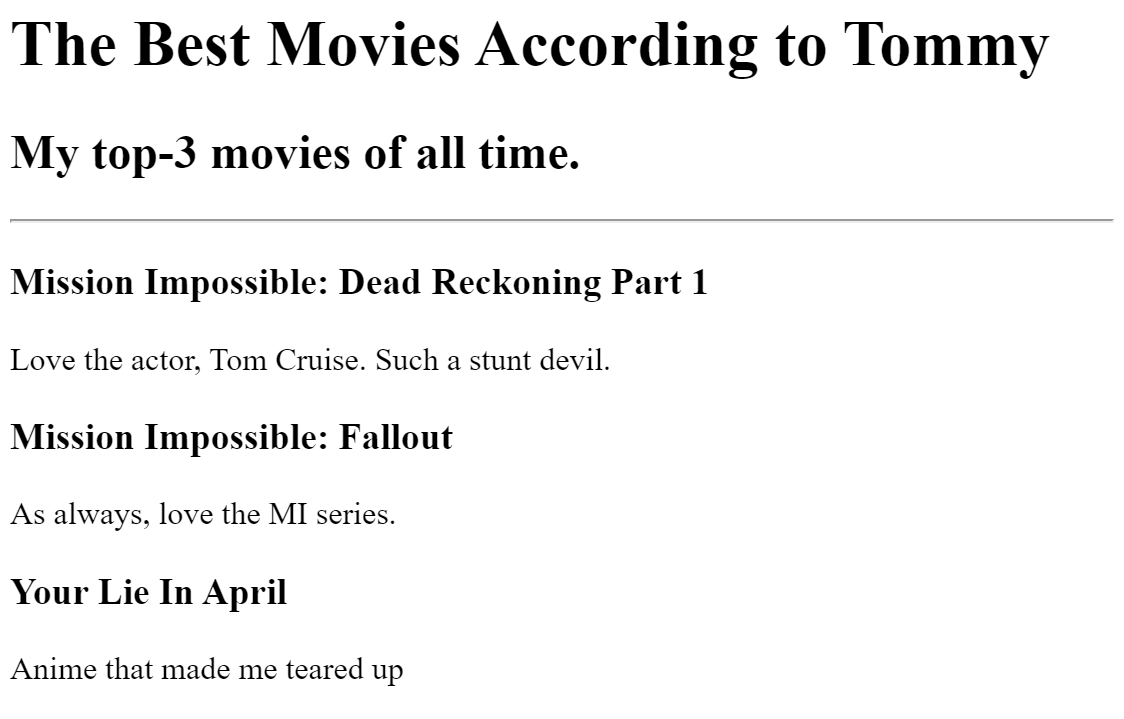 The Best Movies According to Tommy
My top-3 movies of all time.
Mission Impossible: Dead Reckoning Part 1
Love the actor, Tom Cruise. Such a stunt devil.
Mission Impossible: Fallout
As always, love the MI series.
Your Lie In April
Anime that made me teared up